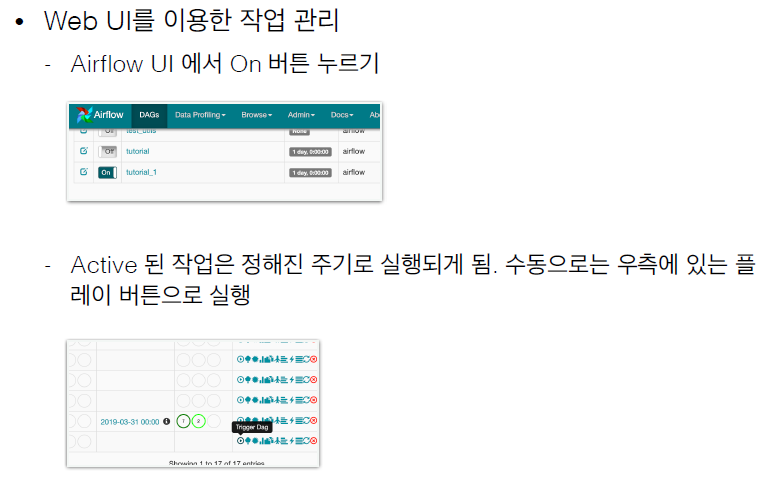 • Web UI를 이용한 작업 관리
- Airflow UI 에서 On 버튼 누르기
Airflow DAGs Data Profiling Browse Admin Docs Abo
test_utils None airflow
Off tutorial 1 day, 0:00:00 airflow
On tutorial_1 1 day, 0:00:00 airflow
- Active 된 작업은 정해진 주기로 실행되게 됨. 수동으로는 우측에 있는 플
레이 버튼으로 실행
2019-03-31 00:00 1 2
Trigger Dag
Showing 1 to 17 of 17 entries